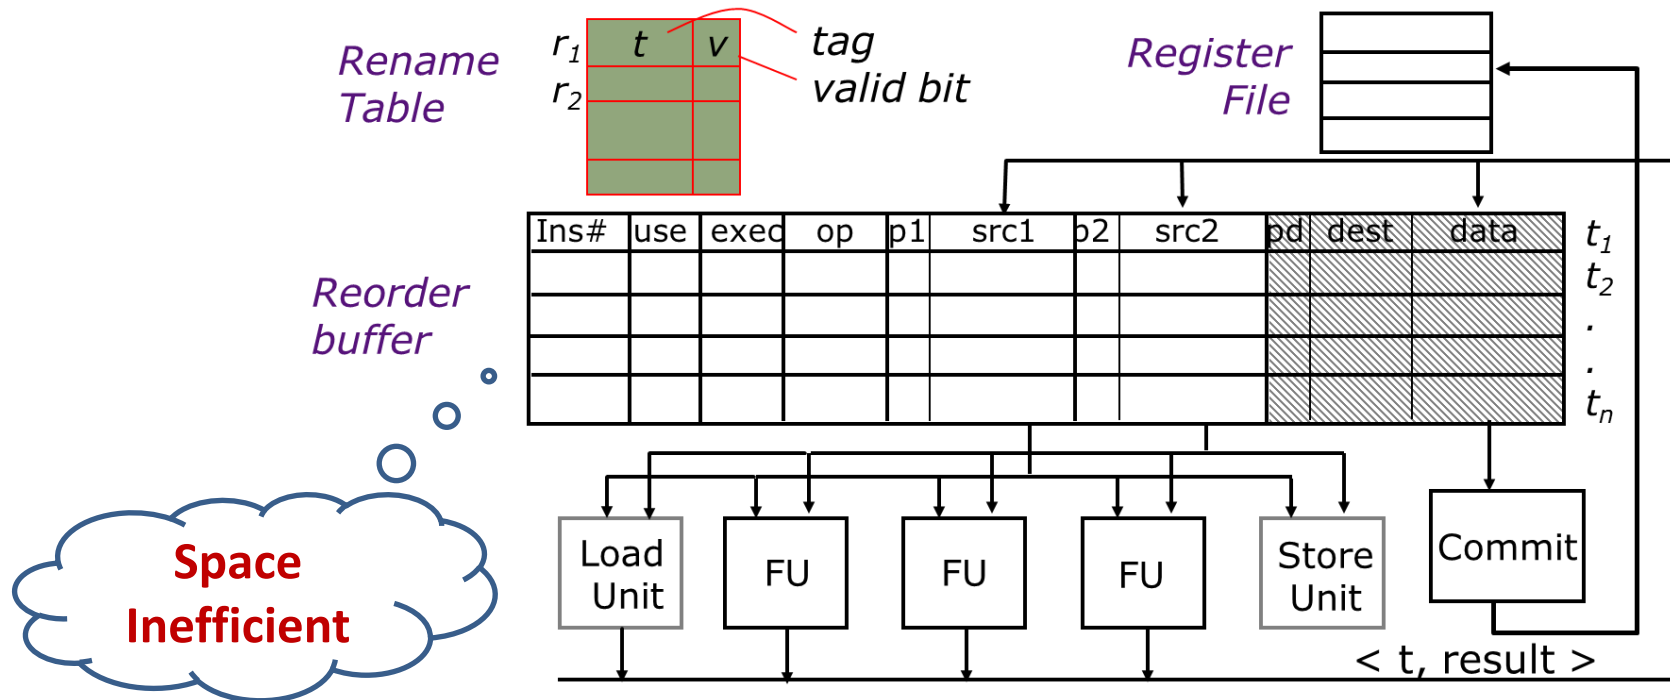 Rename
Table
r1
r2
t
v
tag
valid bit
Register
File
Reorder
buffer
Ins# use exec op p1 src1 p2 src2 pd dest data
t1
t2
.
.
tn
Space
Inefficient
Load
Unit
FU
FU
FU
Store
Unit
Commit
< t, result >